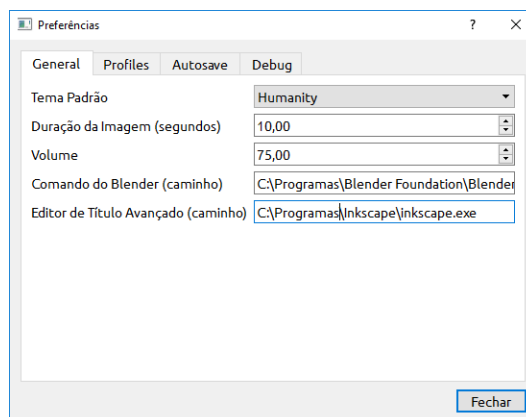 Preferências
General Profiles Autosave Debug
Tema Padrão Humanity
Duração da Imagem (segundos) 10,00
Volume 75,00
Comando do Blender (caminho) C:\Programas\Blender Foundation\Blender
Editor de Título Avançado (caminho) C:\Programas\Inkscape\inkscape.exe
Fechar